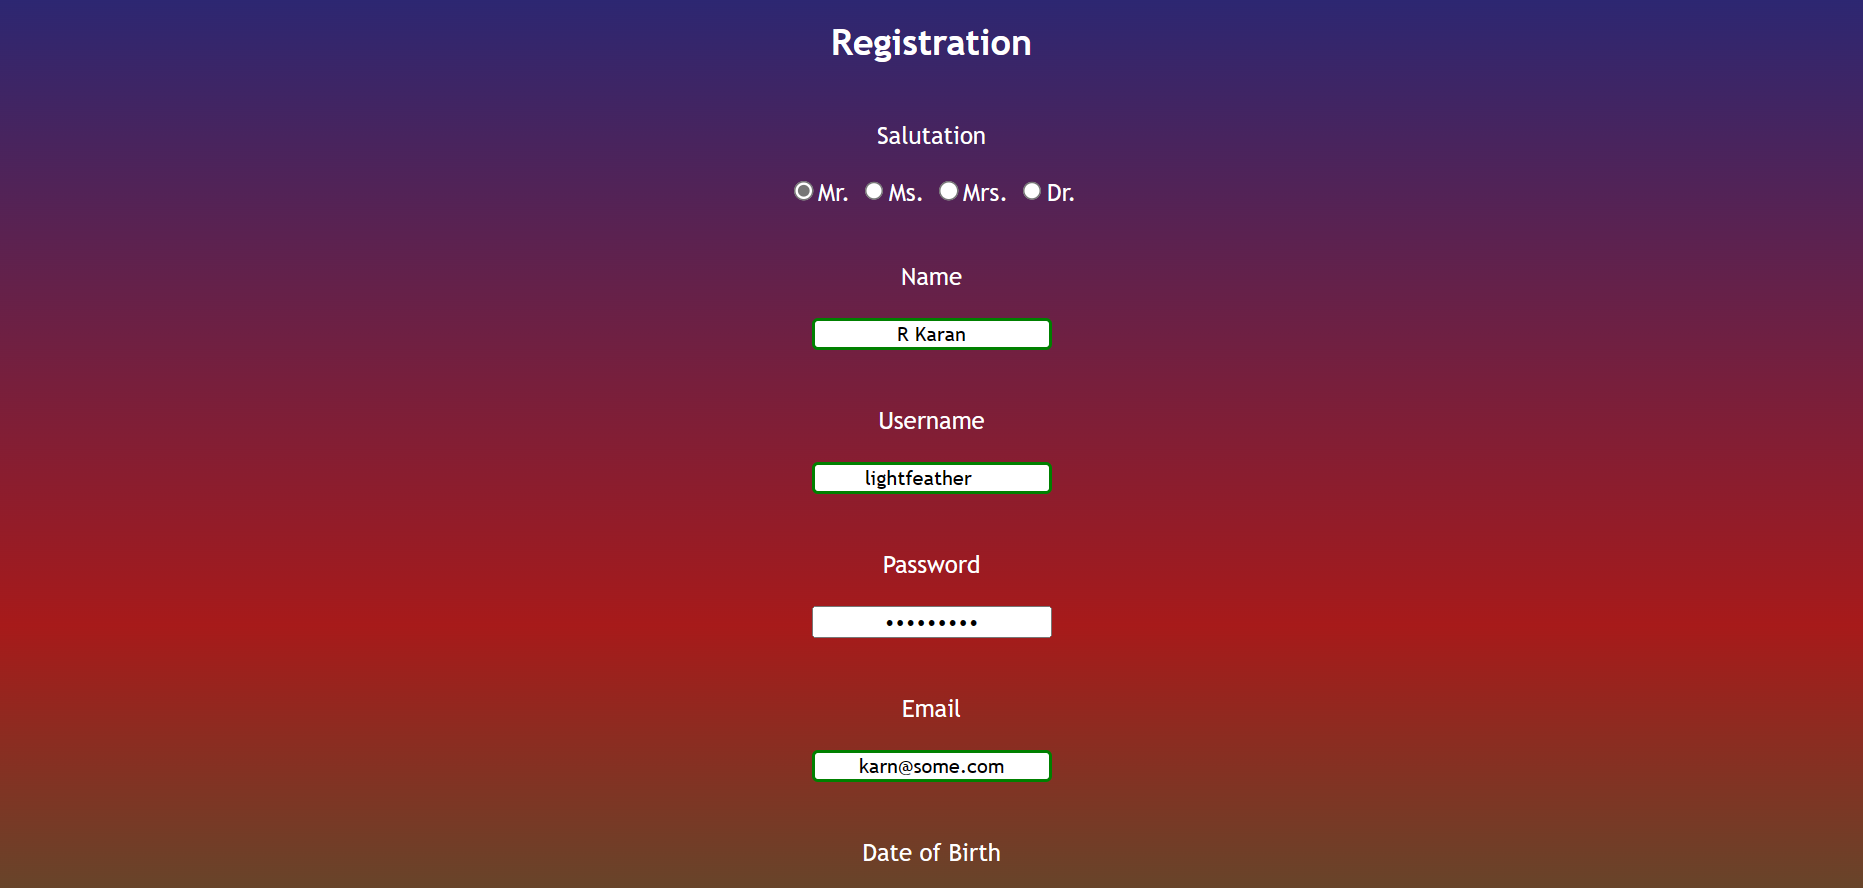 Registration
Salutation
Mr. Ms. Mrs. Dr.
Name
R Karan
Username
lightfeather
Password
•••••••••
Email
karn@some.com
Date of Birth